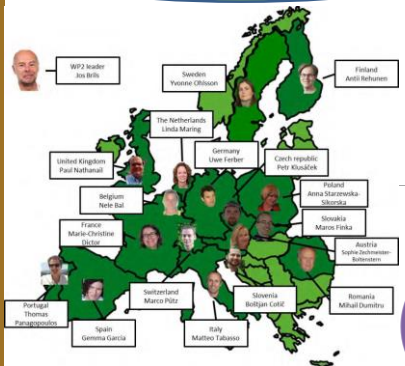 WP2 leader
Jos Brils
Sweden
Yvonne Ohlsson
Finland
Antti Rehunen
The Netherlands
Linda Maring
Germany
Uwe Ferber
Czech republic
Petr Klusáček
United Kingdom
Paul Nathanail
Poland
Anna Starzewska-
Sikorska
Belgium
Nele Bal
Slovakia
Maros Finka
France
Marie-Christine
Dictor
Austria
Sophie Zechmeister-
Boltenstern
Switzerland
Marco Pütz
Slovenia
Boštjan Cotič
Romania
Mihail Dumitru
Portugal
Thomas
Panagopoulos
Spain
Gemma Garcia
Italy
Matteo Tabasso